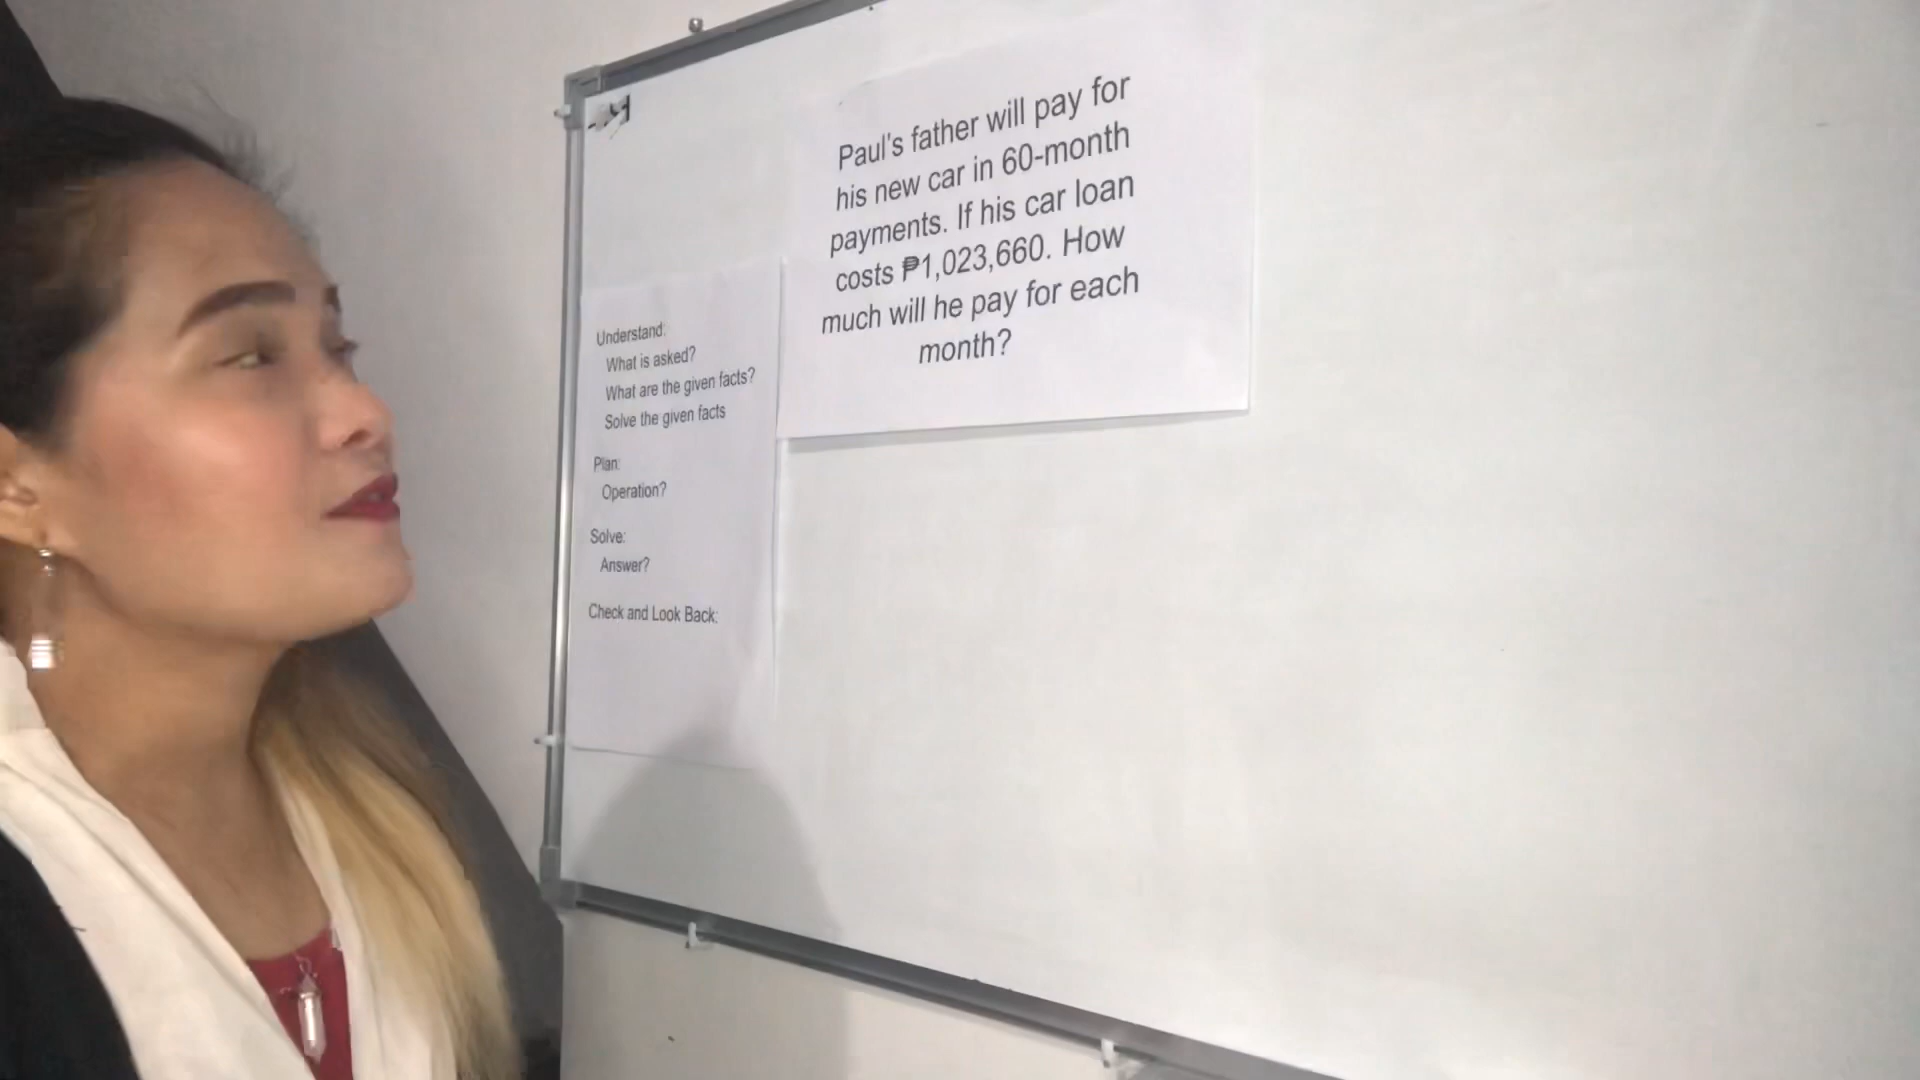 Paul's father will pay for
his new car in 60-month
payments. If his car loan
costs ₱1,023,660. How
much will he pay for each
month?
Understand:
What is asked?
What are the given facts?
Solve the given facts
Plan:
Operation?
Solve:
Answer?
Check and Look Back: